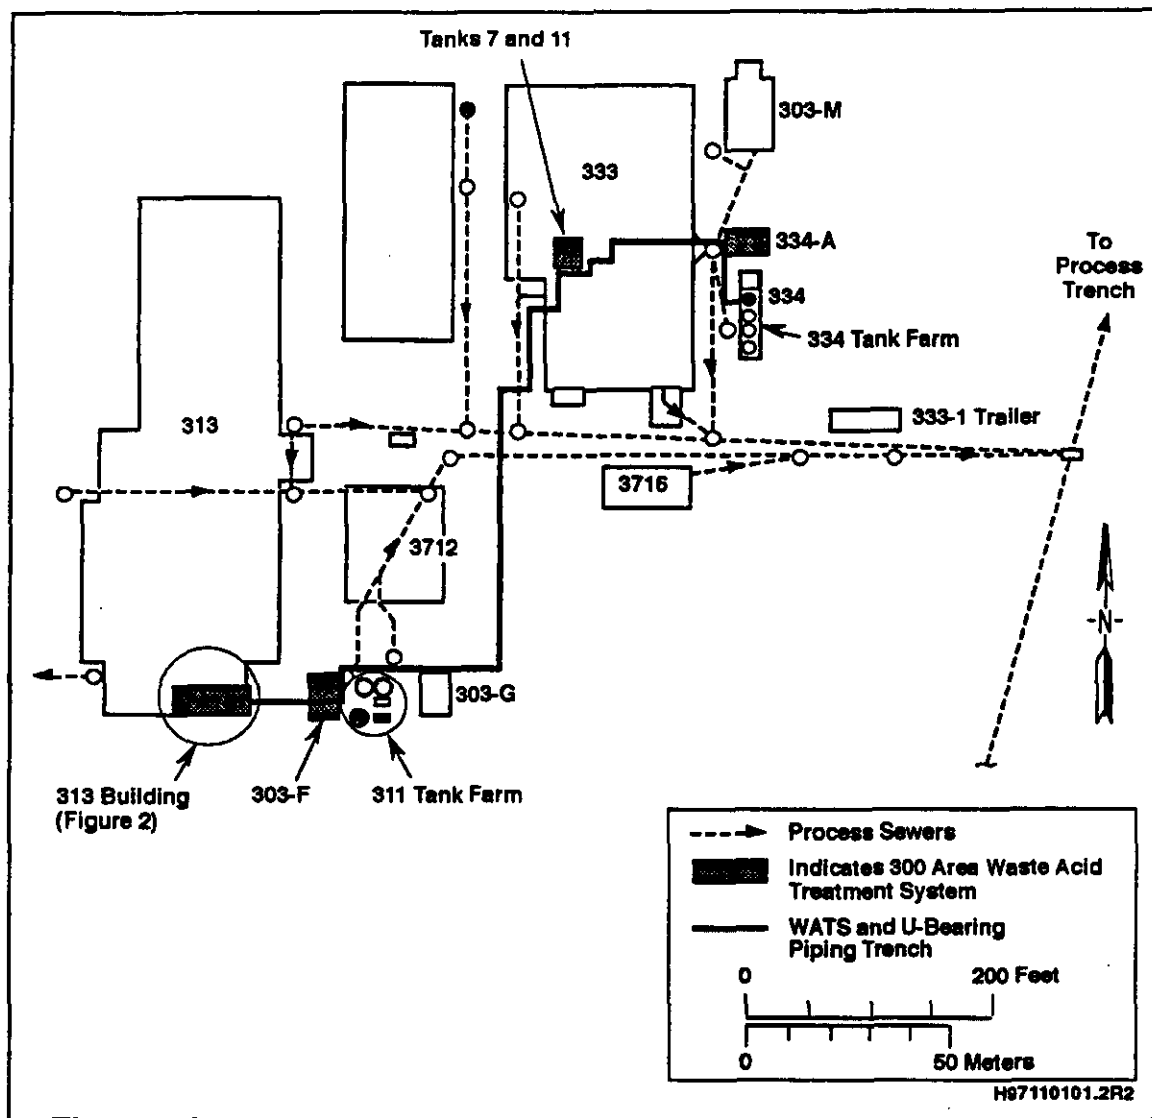 Tanks 7 and 11
303-M
333
334-A
To
Process
Trench
334
334 Tank Farm
313
333-1 Trailer
3716
3712
-N-
303-G
313 Building
(Figure 2)
303-F
311 Tank Farm
Process Sewers
Indicates 300 Area Waste Acid
Treatment System
WATS and U-Bearing
Piping Trench
0
200 Feet
0
50 Meters
H97110101.2R2